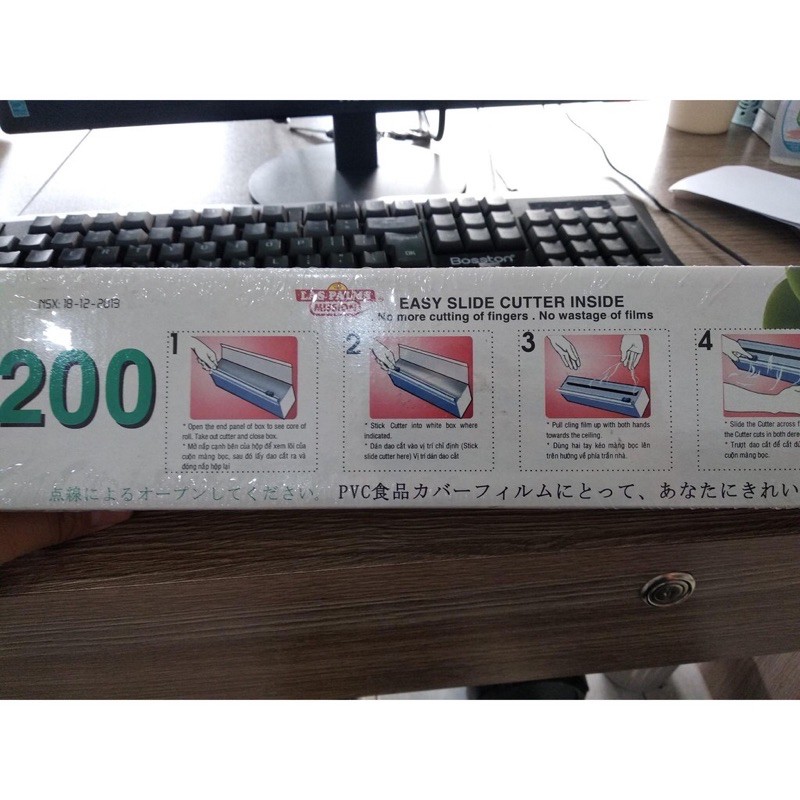 Bosston
NSX: 18-12-2019
LAS PALMS
MISSION
EASY SLIDE CUTTER INSIDE
No more cutting of fingers . No wastage of films
200
1
* Open the end panel of box to see core of
roll. Take out cutter and close box.
* Mở nắp cạnh bên của hộp để xem lõi của
cuộn màng bọc, sau đó lấy dao cắt ra và
đóng nắp hộp lại
2
* Stick Cutter into white box where
indicated.
* Dán dao cắt vào vị trí chỉ định (Stick
slide cutter here) Vị trí dán dao cắt
3
* Pull cling film up with both hands
towards the ceiling.
* Dùng hai tay kéo màng bọc lên
trên hướng về phía trần nhà.
4
* Slide the Cutter across
the Cutter cuts in both
* Trượt dao cắt để cắt
cuộn màng bọc.
点線によるオープンしてください。 PVC食品カバーフィルムにとって、あなたにきれい